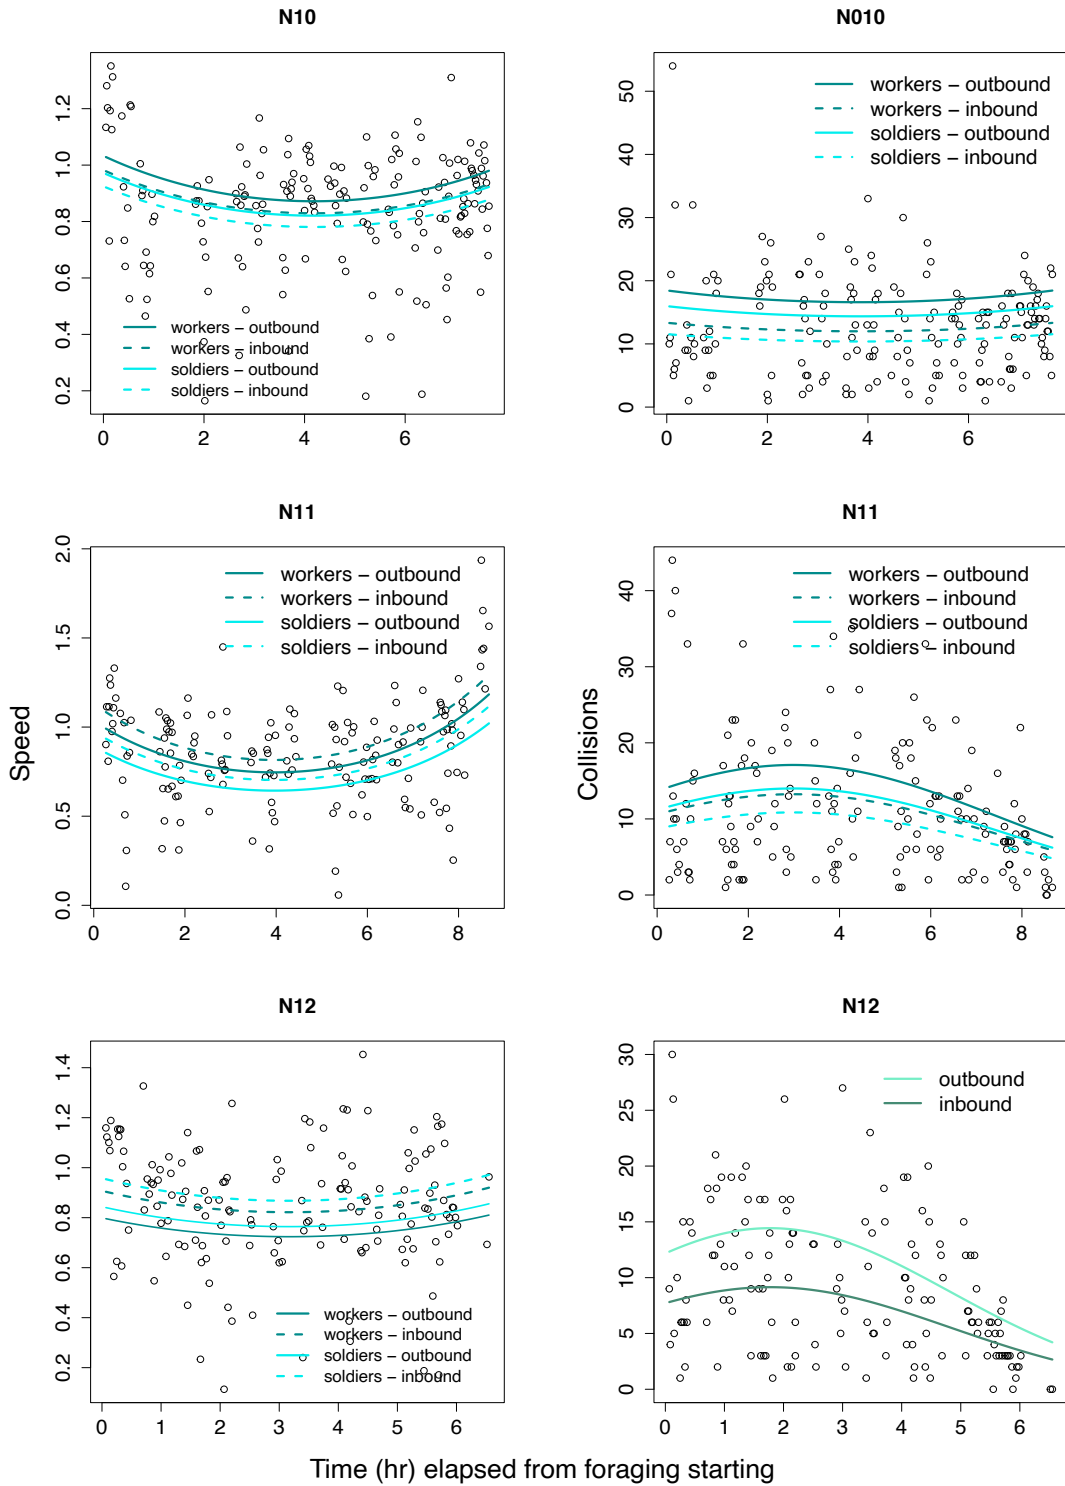 N10
N010
1.2
1.0
0.8
0.6
0.4
0.2
workers – outbound
workers – inbound
soldiers – outbound
soldiers – inbound
0 2 4 6
50
40
30
20
10
0
workers – outbound
workers – inbound
soldiers – outbound
soldiers – inbound
0 2 4 6
N11
N11
Speed
2.0
1.5
1.0
0.5
0.0
workers – outbound
workers – inbound
soldiers – outbound
soldiers – inbound
0 2 4 6 8
Collisions
40
30
20
10
0
workers – outbound
workers – inbound
soldiers – outbound
soldiers – inbound
0 2 4 6 8
N12
N12
1.4
1.2
1.0
0.8
0.6
0.4
0.2
workers – outbound
workers – inbound
soldiers – outbound
soldiers – inbound
0 1 2 3 4 5 6
30
25
20
15
10
5
0
outbound
inbound
0 1 2 3 4 5 6
Time (hr) elapsed from foraging starting